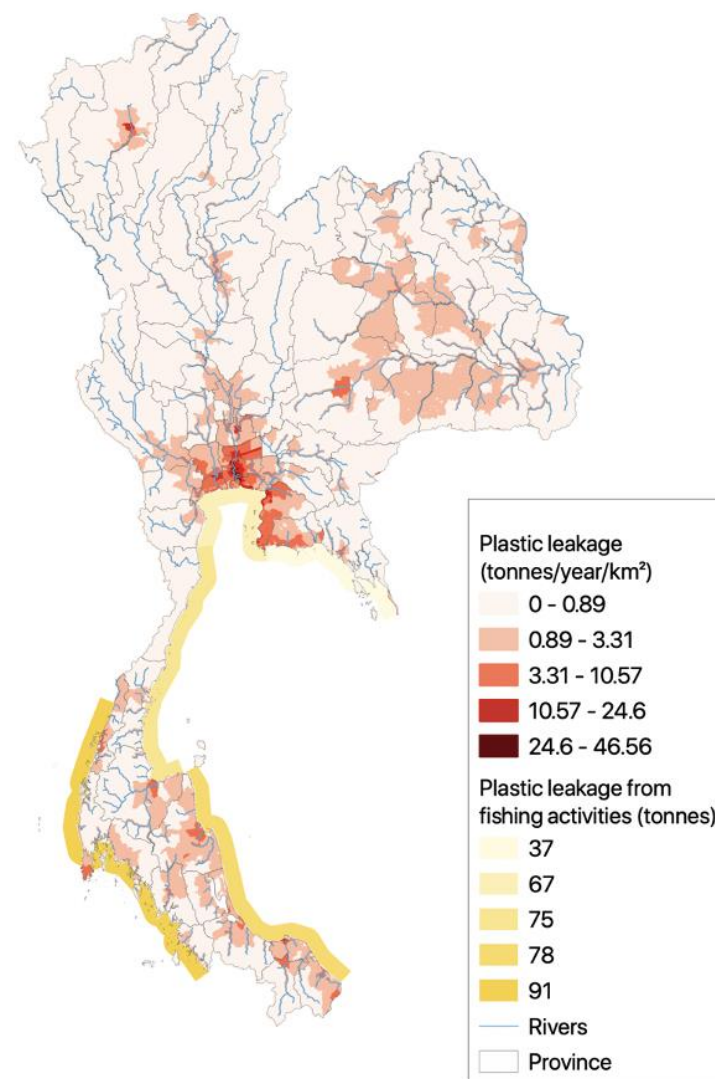 Plastic leakage
(tonnes/year/km²)
0 - 0.89
0.89 - 3.31
3.31 - 10.57
10.57 - 24.6
24.6 - 46.56
Plastic leakage from
fishing activities (tonnes)
37
67
75
78
91
Rivers
Province